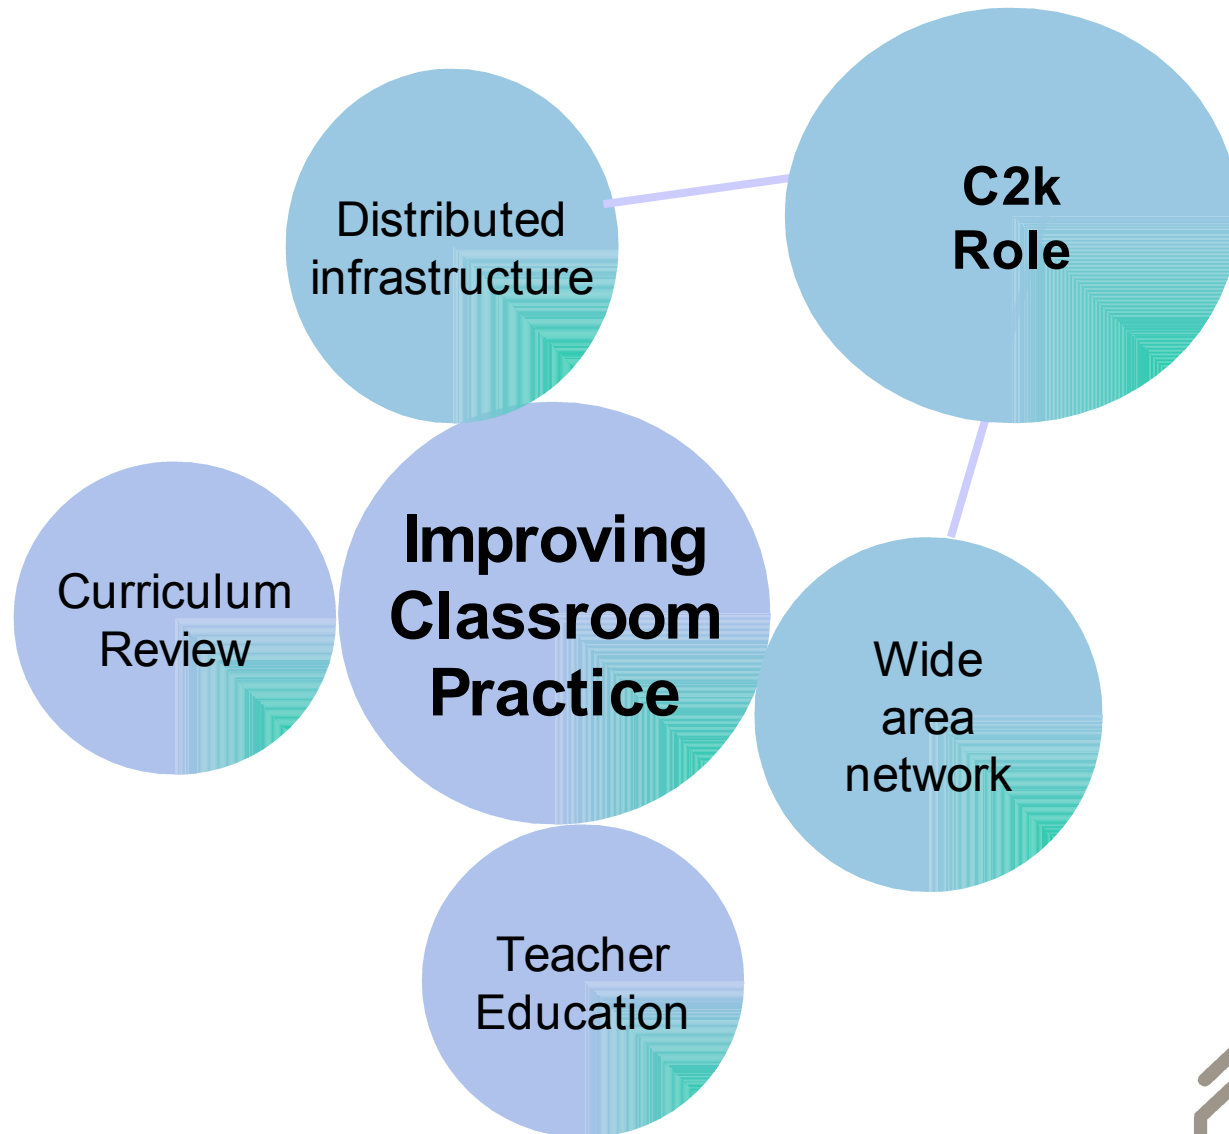 C2k
Role
Distributed
infrastructure
Improving
Classroom
Practice
Curriculum
Review
Wide
area
network
Teacher
Education